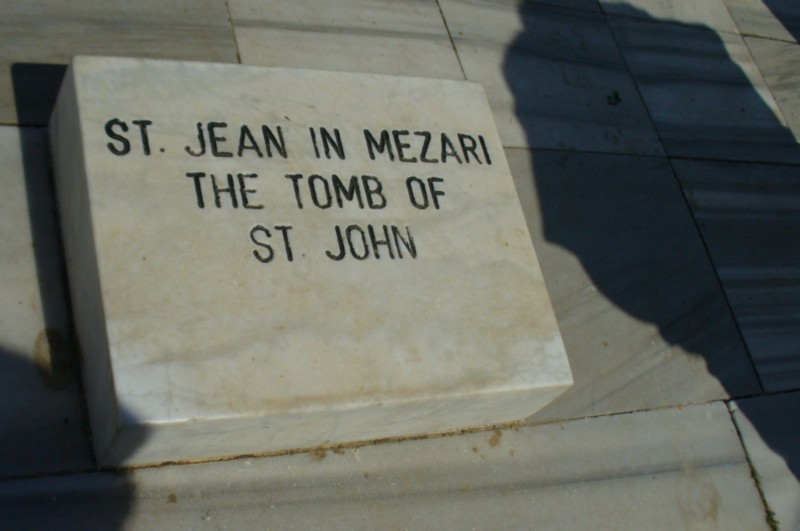 ST. JEAN IN MEZARI
THE TOMB OF
ST. JOHN